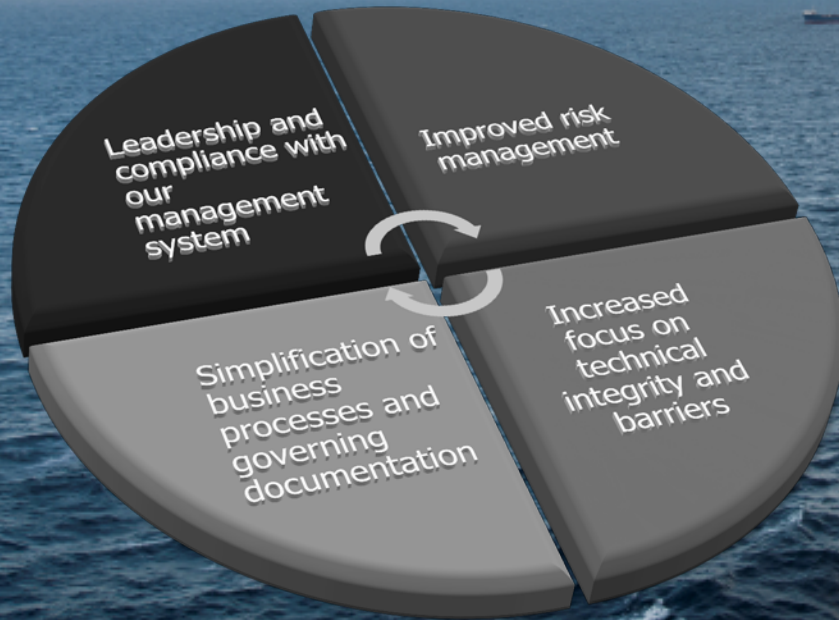 Leadership and
compliance with
our
management
system
Improved risk
management
Increased
focus on
technical
integrity and
barriers
Simplification of
business
processes and
governing
documentation